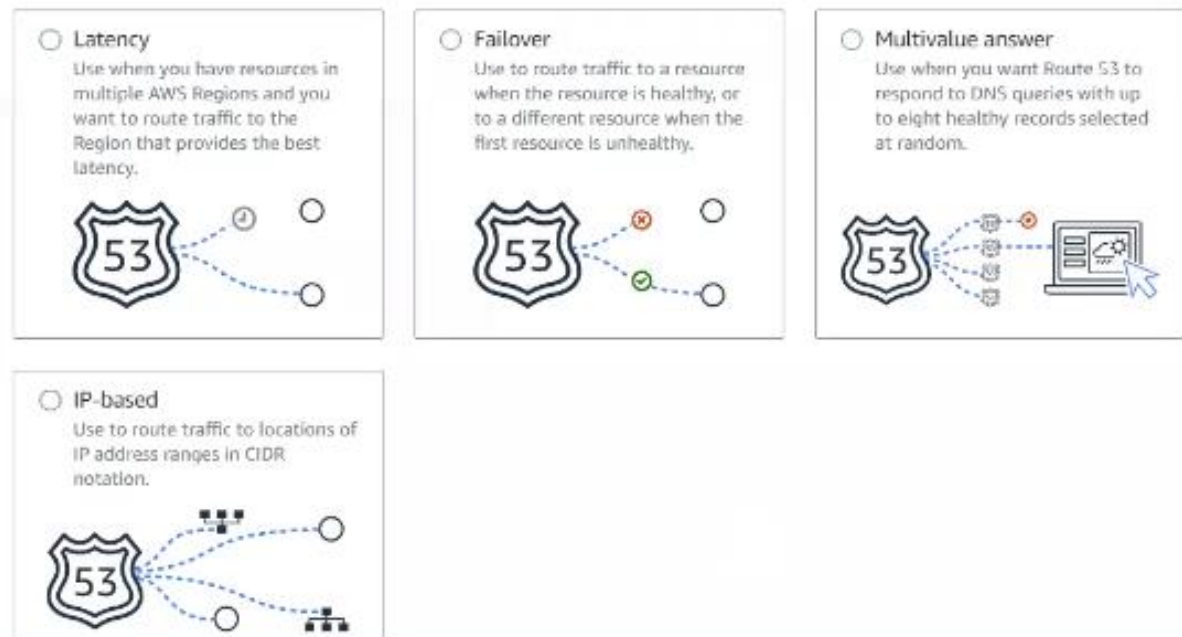 Latency
Use when you have resources in
multiple AWS Regions and you
want to route traffic to the
Region that provides the best
latency.
53
Failover
Use to route traffic to a resource
when the resource is healthy, or
to a different resource when the
first resource is unhealthy.
53
Multivalue answer
Use when you want Route 53 to
respond to DNS queries with up
to eight healthy records selected
at random.
53
IP-based
Use to route traffic to locations of
IP address ranges in CIDR
notation.
53